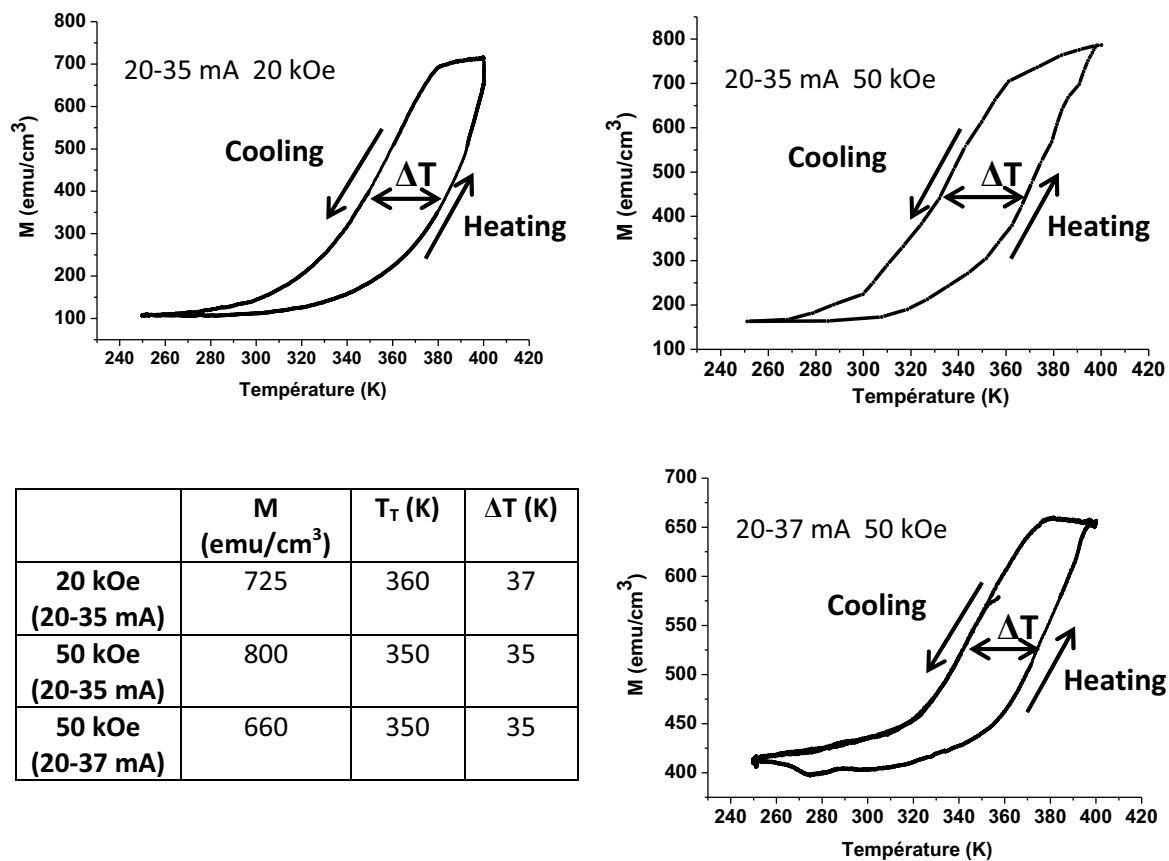 20-35 mA  20 kOe
Cooling
ΔT
Heating
M (emu/cm³)
800
700
600
500
400
300
200
100
240 260 280 300 320 340 360 380 400 420
Température (K)
20-35 mA  50 kOe
Cooling
ΔT
Heating
M (emu/cm³)
800
700
600
500
400
300
200
100
240 260 280 300 320 340 360 380 400 420
Température (K)
M (emu/cm³) T_T (K) ΔT (K)
20 kOe (20-35 mA) 725 360 37
50 kOe (20-35 mA) 800 350 35
50 kOe (20-37 mA) 660 350 35
20-37 mA  50 kOe
Cooling
ΔT
Heating
M (emu/cm³)
700
650
600
550
500
450
400
240 260 280 300 320 340 360 380 400 420
Température (K)